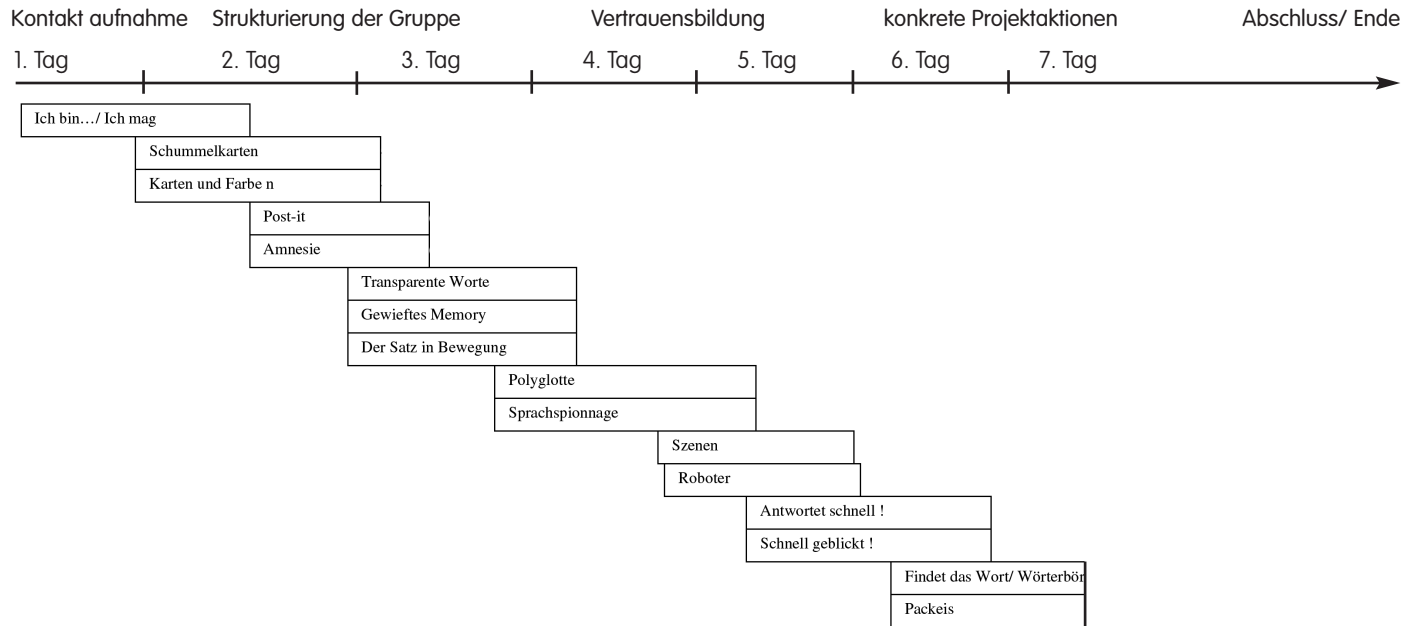 Kontakt aufnahme Strukturierung der Gruppe Vertrauensbildung konkrete Projektaktionen Abschluss/ Ende
1. Tag 2. Tag 3. Tag 4. Tag 5. Tag 6. Tag 7. Tag
Ich bin…/ Ich mag
Schummelkarten
Karten und Farbe n
Post-it
Amnesie
Transparente Worte
Gewieftes Memory
Der Satz in Bewegung
Polyglotte
Sprachspionnage
Szenen
Roboter
Antwortet schnell !
Schnell geblickt !
Findet das Wort/ Wörterbör
Packeis